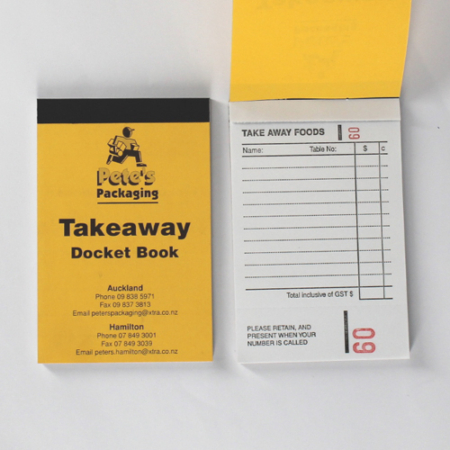 Pete's
Packaging
Takeaway
Docket Book
Auckland
Phone 09 838 5971
Fax 09 837 3813
Email peterspackaging@xtra.co.nz
Hamilton
Phone 07 849 3001
Fax 07 849 3039
Email peters.hamilton@xtra.co.nz
TAKE AWAY FOODS 60
Name: Table No: $ c
Total inclusive of GST $
PLEASE RETAIN, AND
PRESENT WHEN YOUR
NUMBER IS CALLED
60